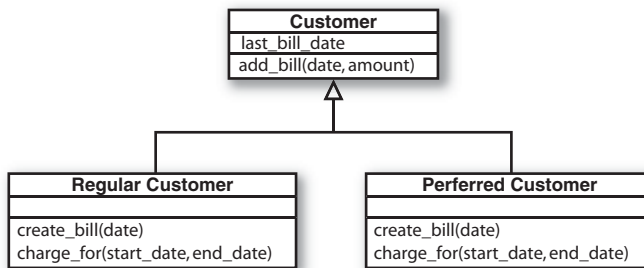 Customer
last_bill_date
add_bill(date, amount)
Regular Customer
create_bill(date)
charge_for(start_date, end_date)
Perferred Customer
create_bill(date)
charge_for(start_date, end_date)